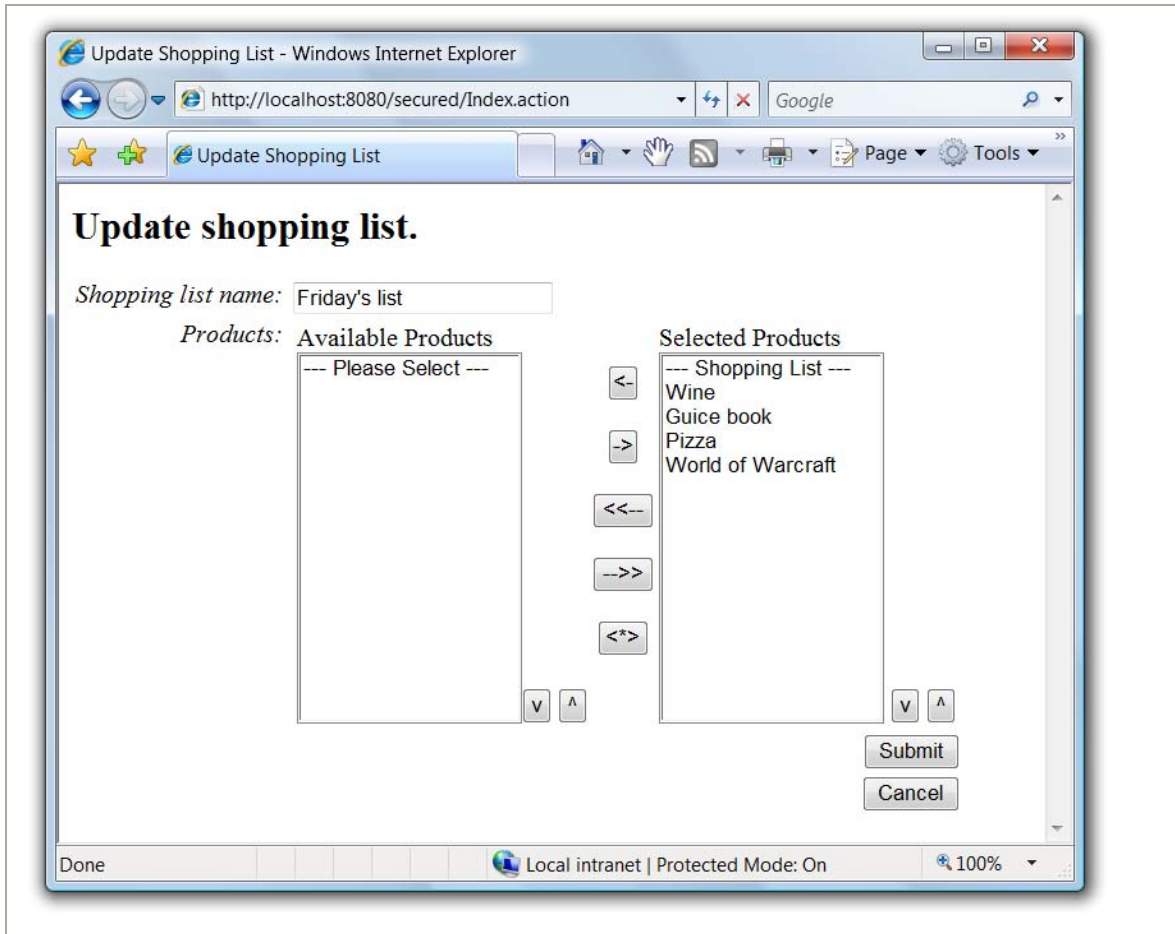 Update Shopping List - Windows Internet Explorer
http://localhost:8080/secured/Index.action
Google
Update Shopping List
Page
Tools
»
Update shopping list.
Shopping list name: Friday's list
Products: Available Products Selected Products
--- Please Select ---
--- Shopping List ---
Wine
Guice book
Pizza
World of Warcraft
<-
->
<<--
-->>
<*>
v ^ v ^
Submit
Cancel
Done Local intranet | Protected Mode: On 100%